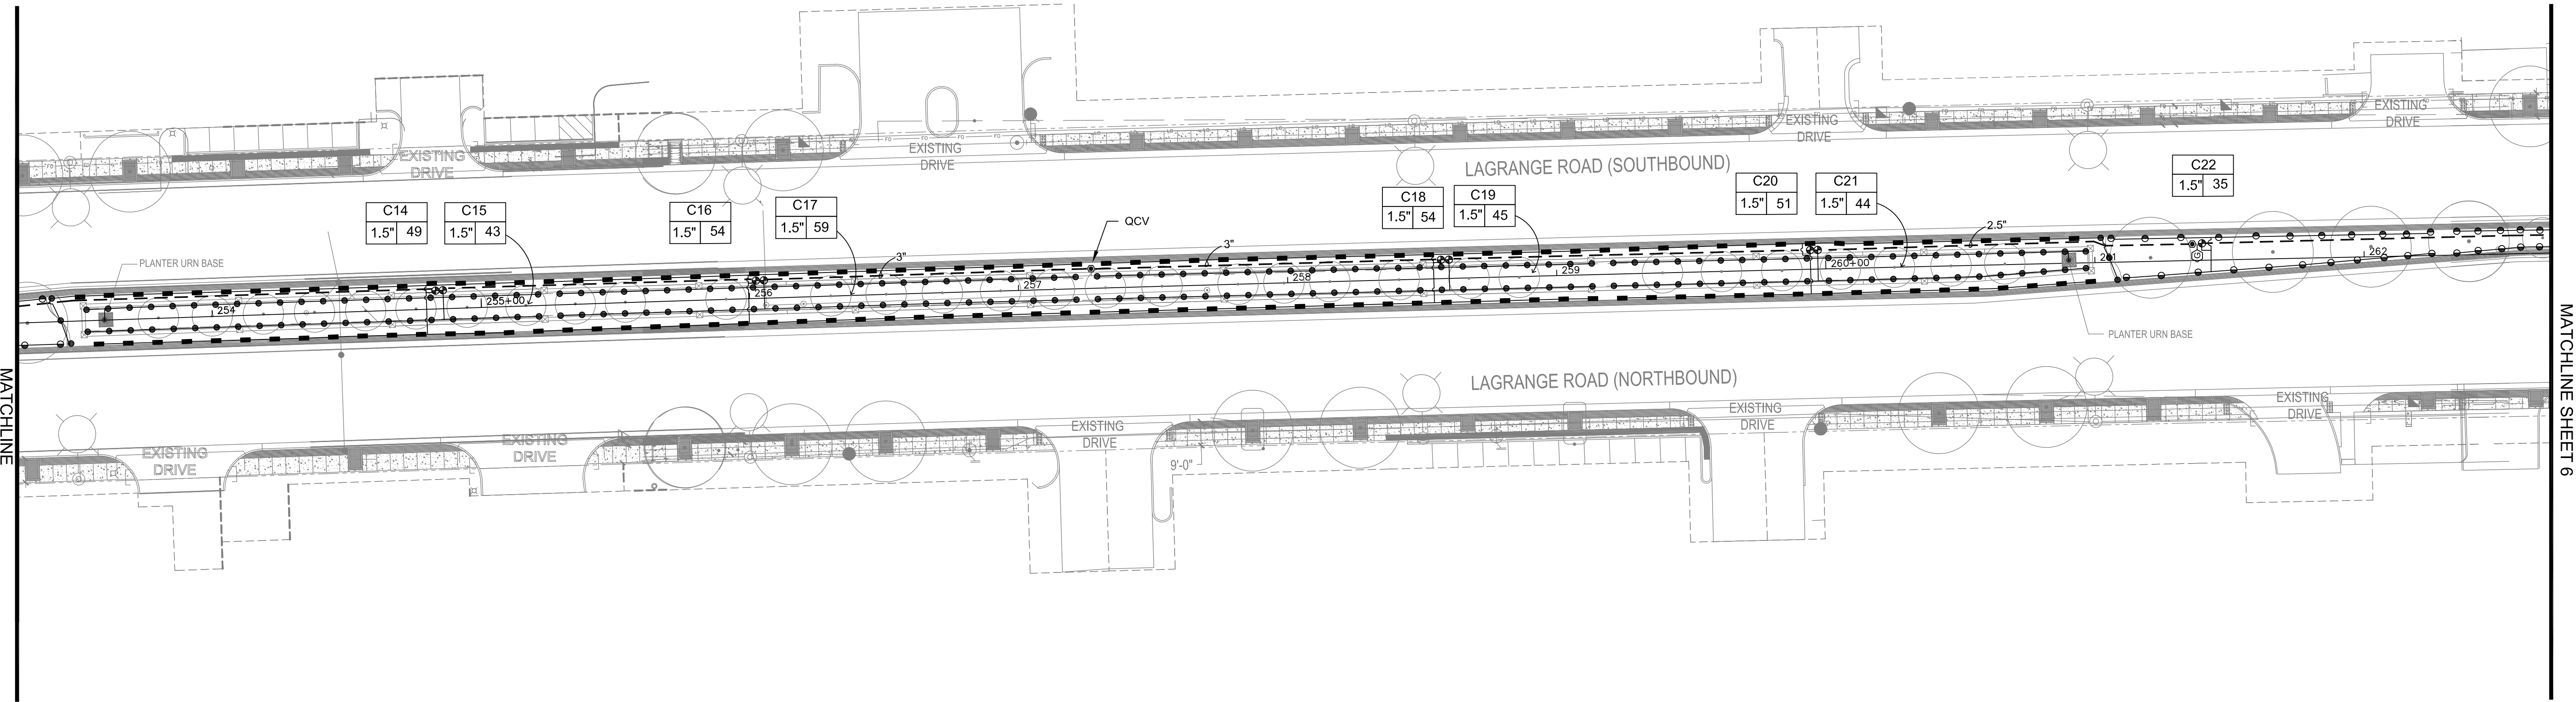 EXISTING
DRIVE
EXISTING
DRIVE
EXISTING
DRIVE
EXISTING
DRIVE
LAGRANGE ROAD (SOUTHBOUND)
C14
1.5" 49
C15
1.5" 43
C16
1.5" 54
C17
1.5" 59
C18
1.5" 54
C19
1.5" 45
C20
1.5" 51
C21
1.5" 44
C22
1.5" 35
QCV
3"
3"
2.5"
PLANTER URN BASE
254
255+00
256
257
258
259
260+00
261
262
PLANTER URN BASE
LAGRANGE ROAD (NORTHBOUND)
EXISTING
DRIVE
EXISTING
DRIVE
EXISTING
DRIVE
EXISTING
DRIVE
EXISTING
DRIVE
9'-0"
MATCHLINE
MATCHLINE SHEET 6